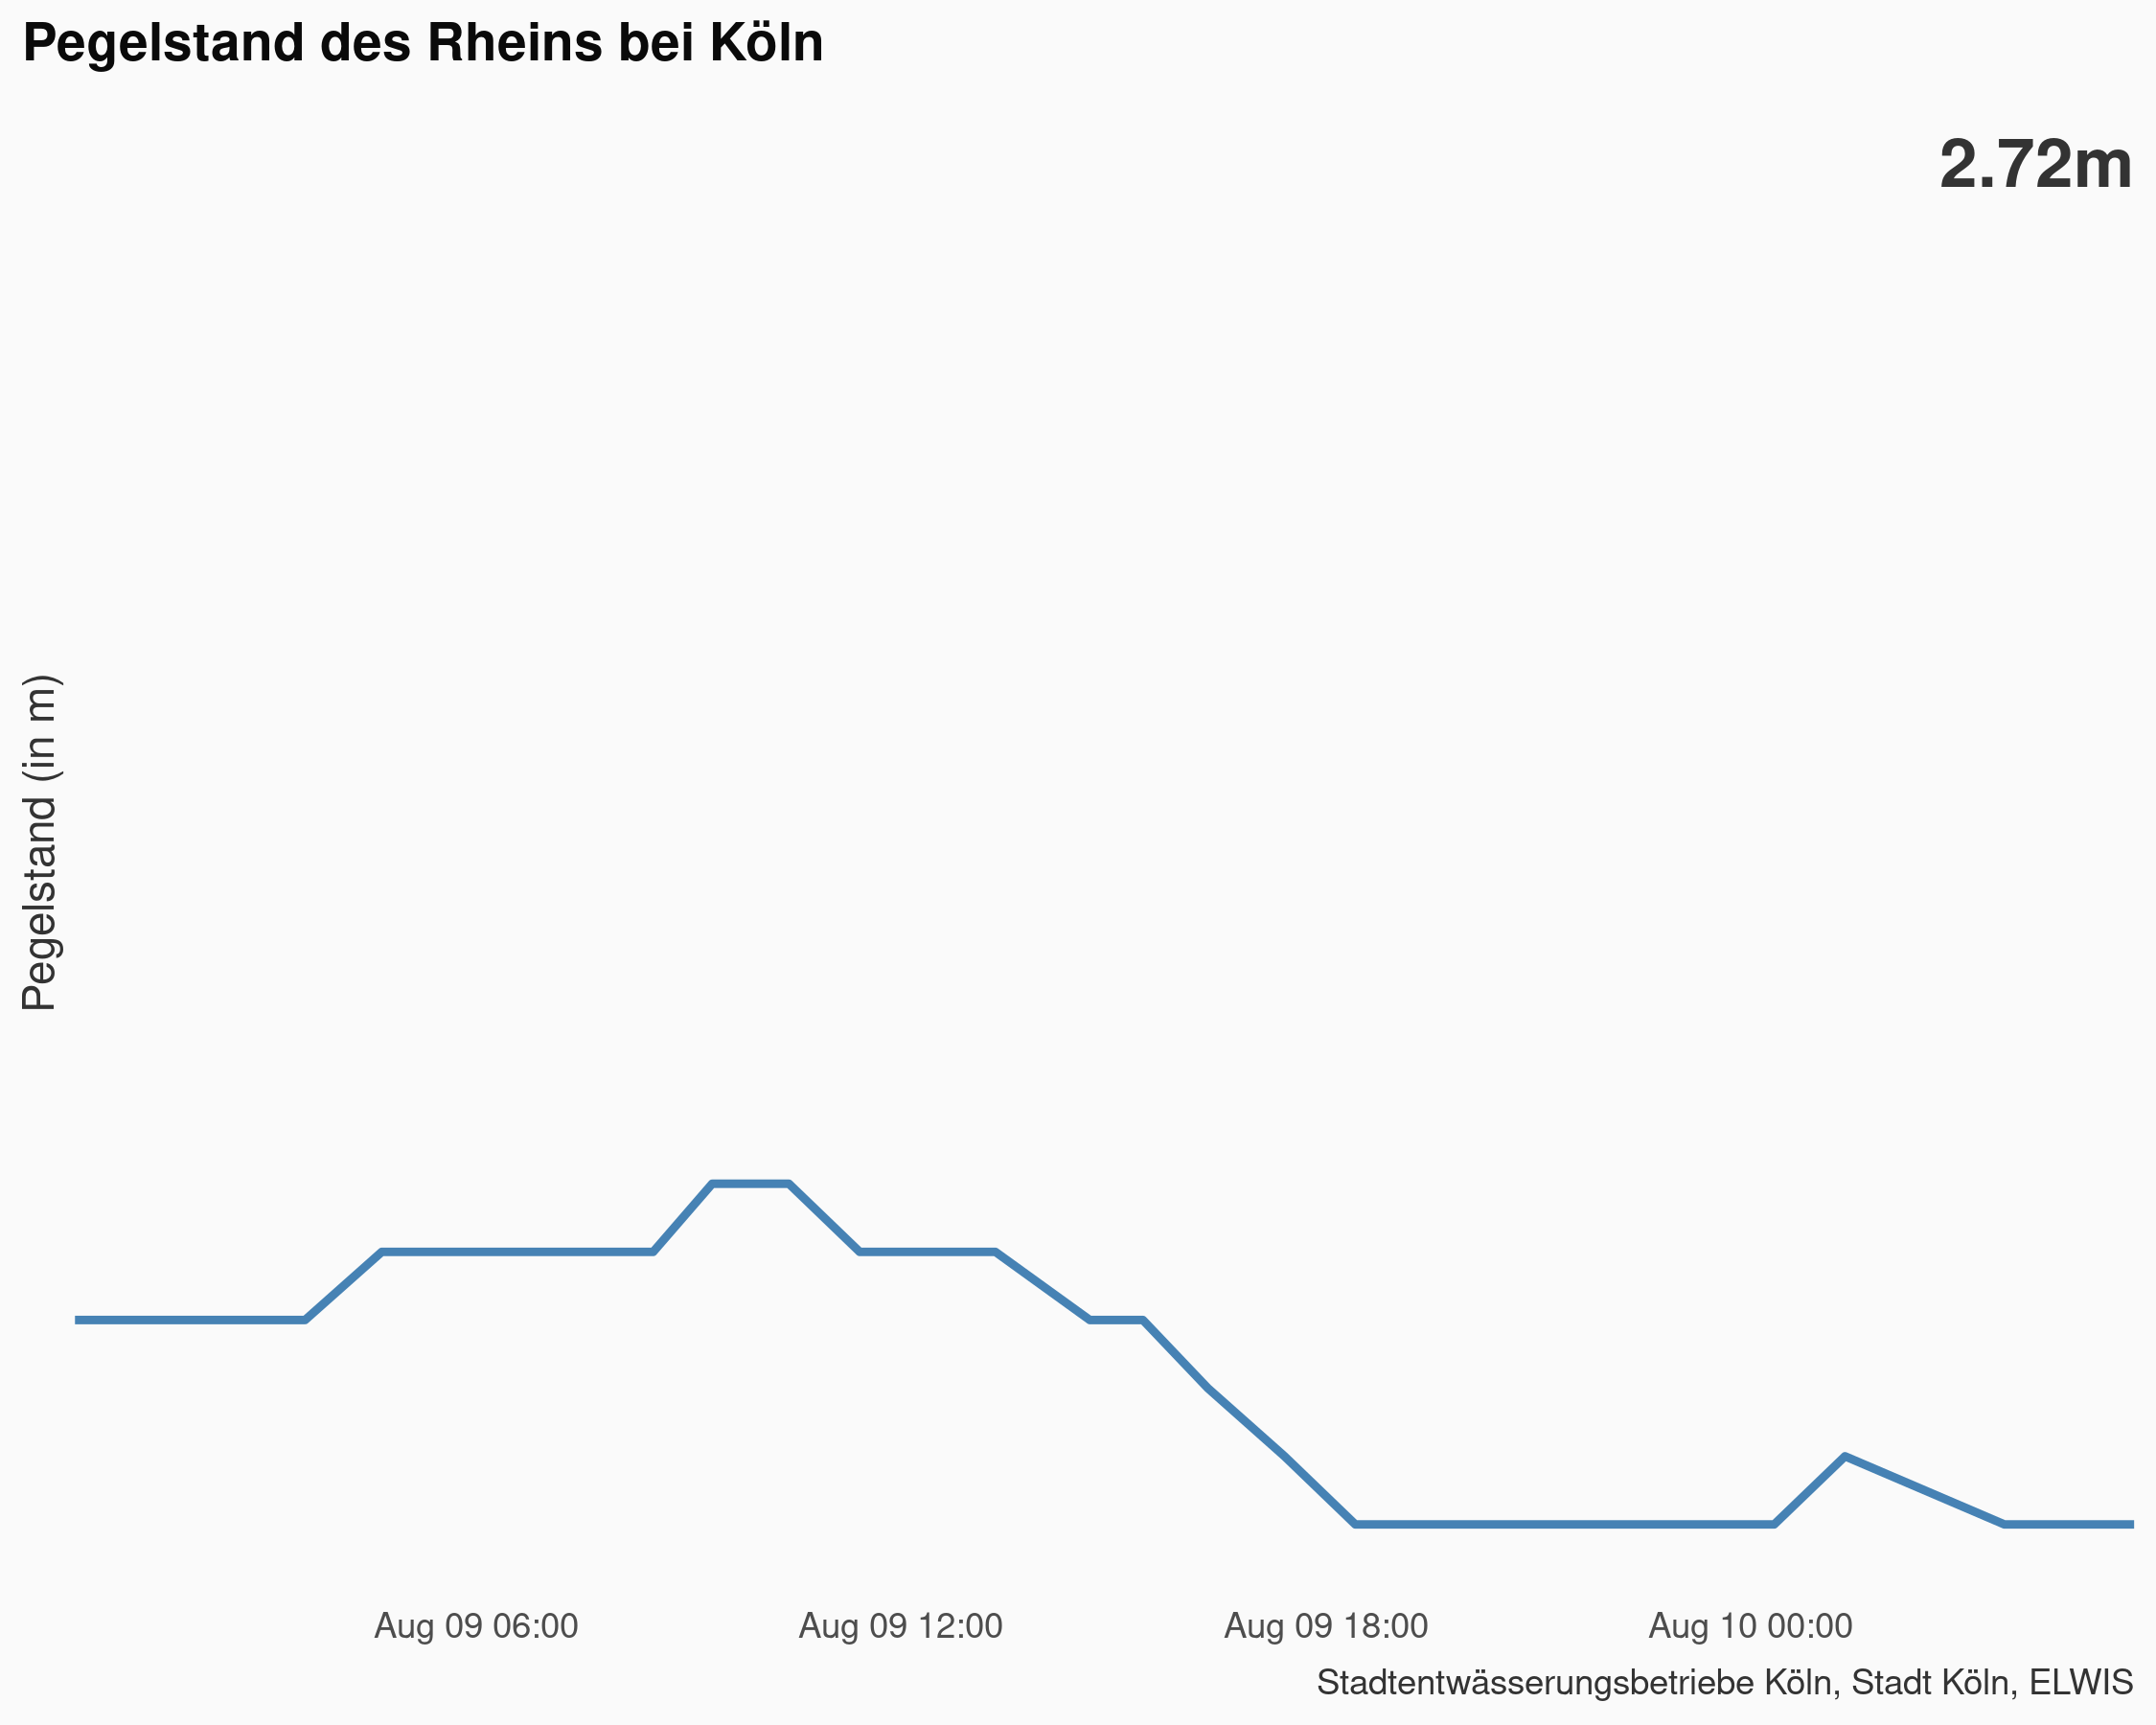 Pegelstand des Rheins bei Köln
2.72m
Pegelstand (in m)
Aug 09 06:00
Aug 09 12:00
Aug 09 18:00
Aug 10 00:00
Stadtentwässerungsbetriebe Köln, Stadt Köln, ELWIS